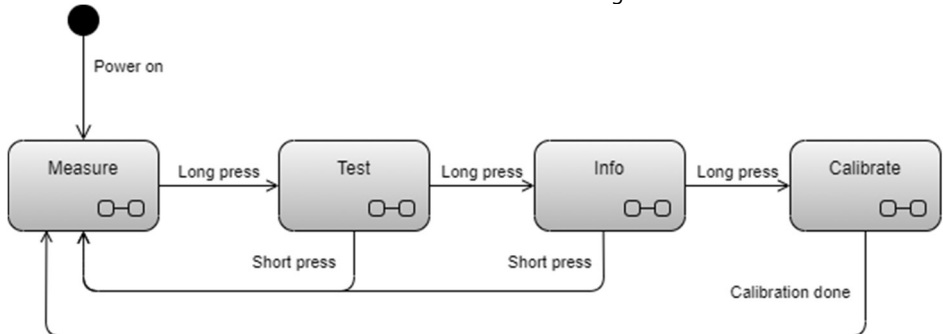 Power on
Measure
Long press
Test
Long press
Info
Long press
Calibrate
Short press
Short press
Calibration done